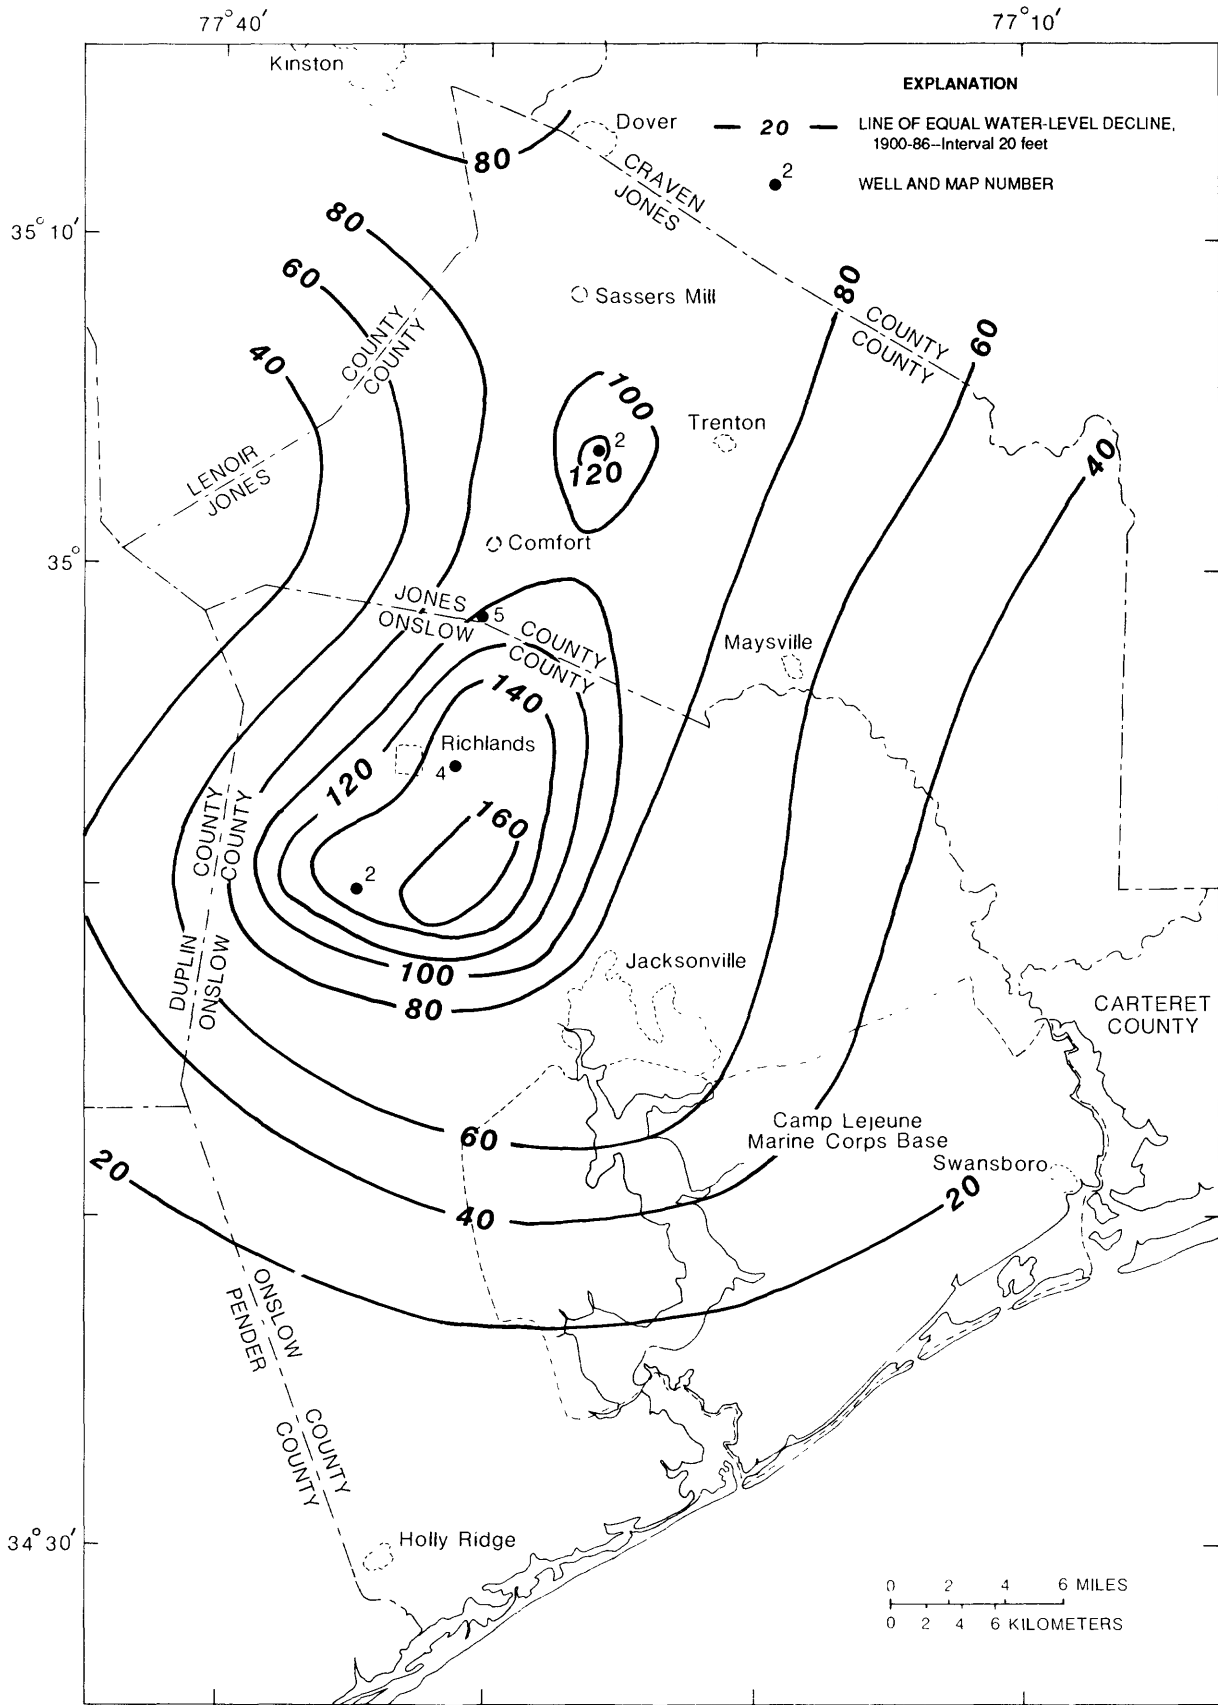 77°40′
77°10′
Kinston
EXPLANATION
Dover
20
LINE OF EQUAL WATER-LEVEL DECLINE,
1900-86--Interval 20 feet
80
2
WELL AND MAP NUMBER
CRAVEN
JONES
35°10′
80
60
Sassers Mill
80
COUNTY
COUNTY
60
COUNTY
COUNTY
40
100
Trenton
2
120
40
LENOIR
JONES
35°
Comfort
JONES
ONSLOW
5
COUNTY
COUNTY
Maysville
140
Richlands
4
120
160
COUNTY
COUNTY
2
DUPLIN
ONSLOW
100
Jacksonville
80
CARTERET
COUNTY
60
Camp Lejeune
Marine Corps Base
Swansboro
20
40
20
ONSLOW
PENDER
COUNTY
COUNTY
34°30′
Holly Ridge
0 2 4 6 MILES
0 2 4 6 KILOMETERS